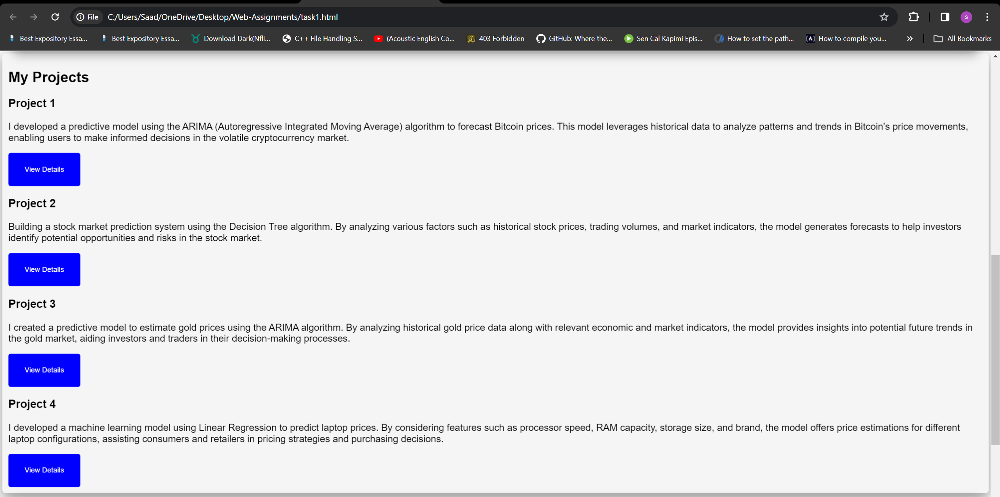 File C:/Users/Saad/OneDrive/Desktop/Web-Assignments/task1.html
S
Best Expository Essa... Best Expository Essa... Download Dark(Nfli... C++ File Handling S... (Acoustic English Co... 403 Forbidden GitHub: Where the... Sen Cal Kapimi Epis... How to set the path... How to compile you... All Bookmarks
My Projects
Project 1
I developed a predictive model using the ARIMA (Autoregressive Integrated Moving Average) algorithm to forecast Bitcoin prices. This model leverages historical data to analyze patterns and trends in Bitcoin's price movements,
enabling users to make informed decisions in the volatile cryptocurrency market.
View Details
Project 2
Building a stock market prediction system using the Decision Tree algorithm. By analyzing various factors such as historical stock prices, trading volumes, and market indicators, the model generates forecasts to help investors
identify potential opportunities and risks in the stock market.
View Details
Project 3
I created a predictive model to estimate gold prices using the ARIMA algorithm. By analyzing historical gold price data along with relevant economic and market indicators, the model provides insights into potential future trends in
the gold market, aiding investors and traders in their decision-making processes.
View Details
Project 4
I developed a machine learning model using Linear Regression to predict laptop prices. By considering features such as processor speed, RAM capacity, storage size, and brand, the model offers price estimations for different
laptop configurations, assisting consumers and retailers in pricing strategies and purchasing decisions.
View Details